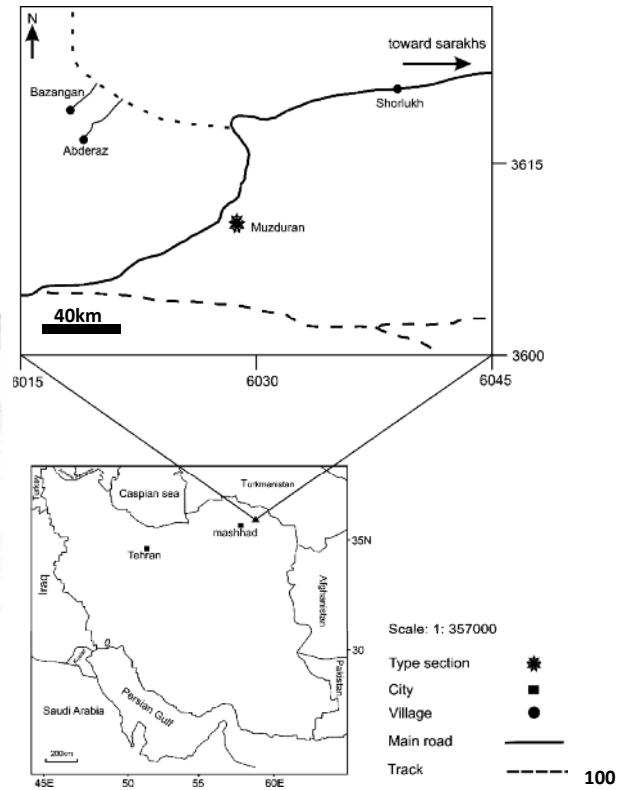 N
toward sarakhs
Bazangan
Shorlukh
Abderaz
3615
Muzduran
40km
3600
6015
6030
6045
Turkey
Caspian sea
Turkmenistan
mashhad
35N
Tehran
Iraq
Afghanistan
30
Pakistan
Saudi Arabia
Persian Gulf
200km
45E
50
55
60E
Scale: 1: 357000
Type section
City
Village
Main road
Track
100